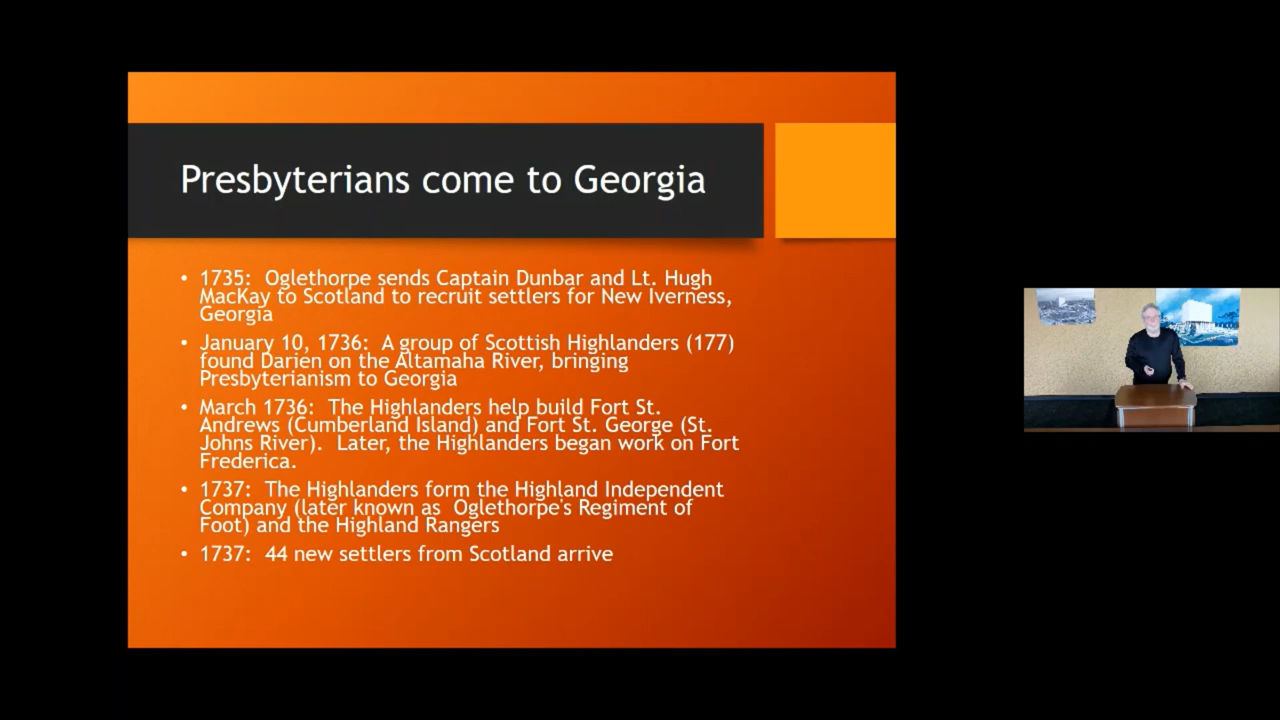 Presbyterians come to Georgia
• 1735: Oglethorpe sends Captain Dunbar and Lt. Hugh
MacKay to Scotland to recruit settlers for New Iverness,
Georgia
• January 10, 1736: A group of Scottish Highlanders (177)
found Darien on the Altamaha River, bringing
Presbyterianism to Georgia
• March 1736: The Highlanders help build Fort St.
Andrews (Cumberland Island) and Fort St. George (St.
Johns River). Later, the Highlanders began work on Fort
Frederica.
• 1737: The Highlanders form the Highland Independent
Company (later known as Oglethorpe's Regiment of
Foot) and the Highland Rangers
• 1737: 44 new settlers from Scotland arrive